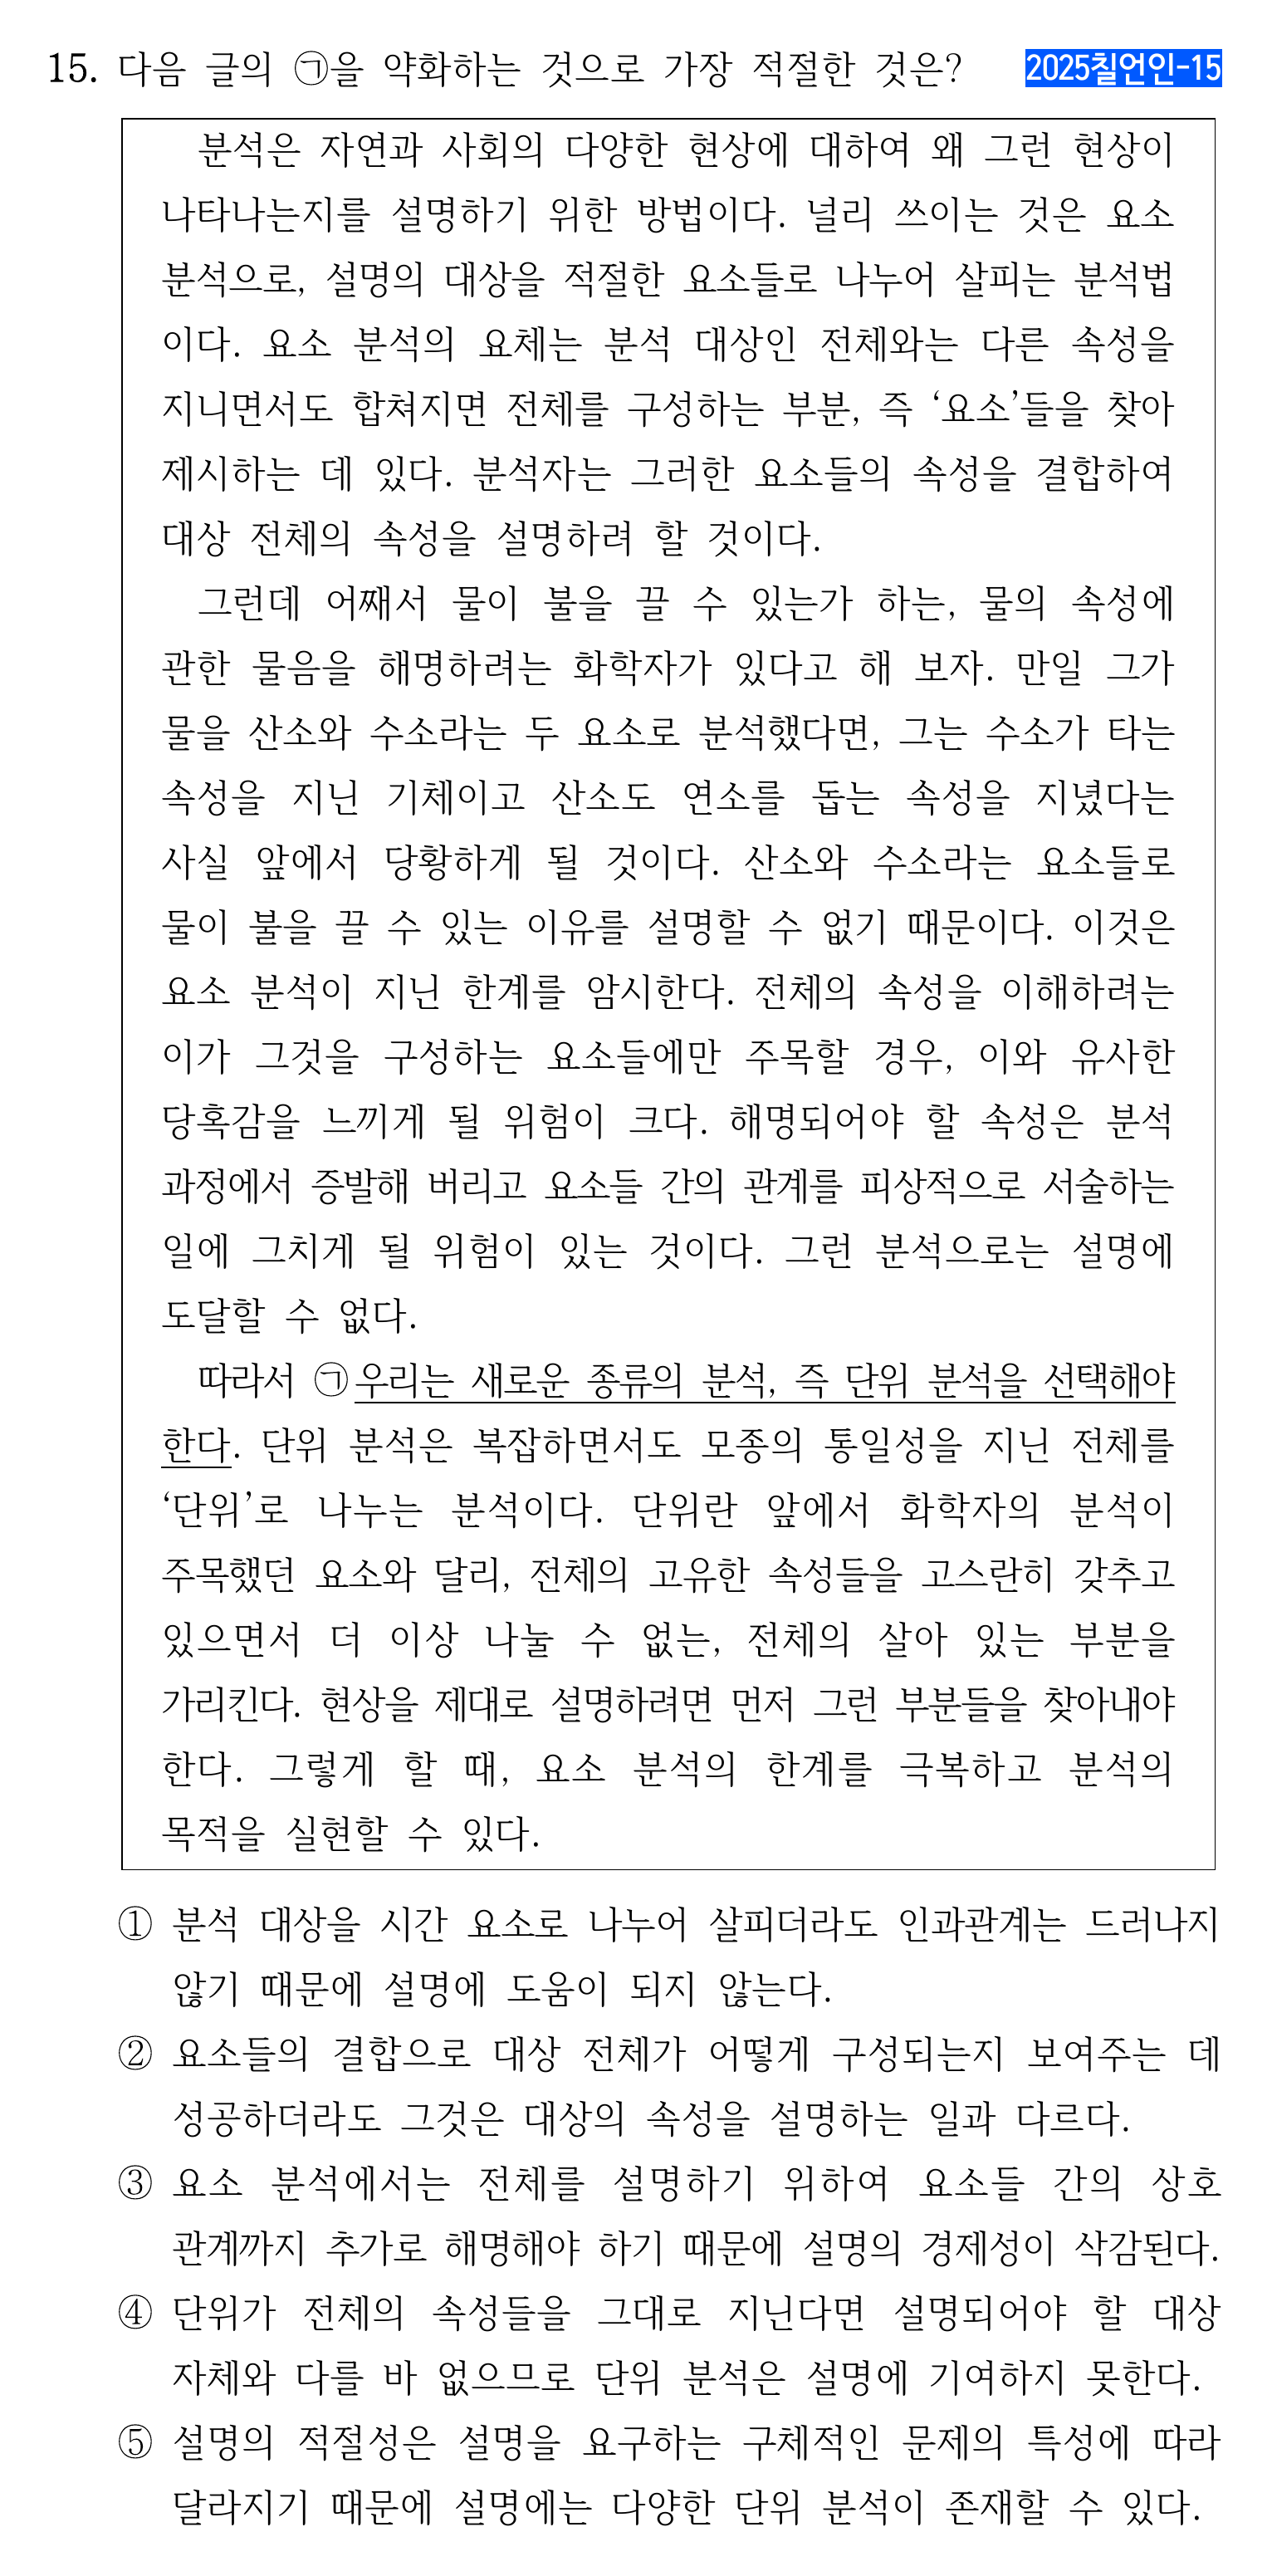 15. 다음 글의 ㉠을 약화하는 것으로 가장 적절한 것은? 2025칠언인-15
분석은 자연과 사회의 다양한 현상에 대하여 왜 그런 현상이
나타나는지를 설명하기 위한 방법이다. 널리 쓰이는 것은 요소
분석으로, 설명의 대상을 적절한 요소들로 나누어 살피는 분석법
이다. 요소 분석의 요체는 분석 대상인 전체와는 다른 속성을
지니면서도 합쳐지면 전체를 구성하는 부분, 즉 ‘요소’들을 찾아
제시하는 데 있다. 분석자는 그러한 요소들의 속성을 결합하여
대상 전체의 속성을 설명하려 할 것이다.
그런데 어째서 물이 불을 끌 수 있는가 하는, 물의 속성에
관한 물음을 해명하려는 화학자가 있다고 해 보자. 만일 그가
물을 산소와 수소라는 두 요소로 분석했다면, 그는 수소가 타는
속성을 지닌 기체이고 산소도 연소를 돕는 속성을 지녔다는
사실 앞에서 당황하게 될 것이다. 산소와 수소라는 요소들로
물이 불을 끌 수 있는 이유를 설명할 수 없기 때문이다. 이것은
요소 분석이 지닌 한계를 암시한다. 전체의 속성을 이해하려는
이가 그것을 구성하는 요소들에만 주목할 경우, 이와 유사한
당혹감을 느끼게 될 위험이 크다. 해명되어야 할 속성은 분석
과정에서 증발해 버리고 요소들 간의 관계를 피상적으로 서술하는
일에 그치게 될 위험이 있는 것이다. 그런 분석으로는 설명에
도달할 수 없다.
따라서 ㉠우리는 새로운 종류의 분석, 즉 단위 분석을 선택해야
한다. 단위 분석은 복잡하면서도 모종의 통일성을 지닌 전체를
‘단위’로 나누는 분석이다. 단위란 앞에서 화학자의 분석이
주목했던 요소와 달리, 전체의 고유한 속성들을 고스란히 갖추고
있으면서 더 이상 나눌 수 없는, 전체의 살아 있는 부분을
가리킨다. 현상을 제대로 설명하려면 먼저 그런 부분들을 찾아내야
한다. 그렇게 할 때, 요소 분석의 한계를 극복하고 분석의
목적을 실현할 수 있다.
① 분석 대상을 시간 요소로 나누어 살피더라도 인과관계는 드러나지
않기 때문에 설명에 도움이 되지 않는다.
② 요소들의 결합으로 대상 전체가 어떻게 구성되는지 보여주는 데
성공하더라도 그것은 대상의 속성을 설명하는 일과 다르다.
③ 요소 분석에서는 전체를 설명하기 위하여 요소들 간의 상호
관계까지 추가로 해명해야 하기 때문에 설명의 경제성이 삭감된다.
④ 단위가 전체의 속성들을 그대로 지닌다면 설명되어야 할 대상
자체와 다를 바 없으므로 단위 분석은 설명에 기여하지 못한다.
⑤ 설명의 적절성은 설명을 요구하는 구체적인 문제의 특성에 따라
달라지기 때문에 설명에는 다양한 단위 분석이 존재할 수 있다.